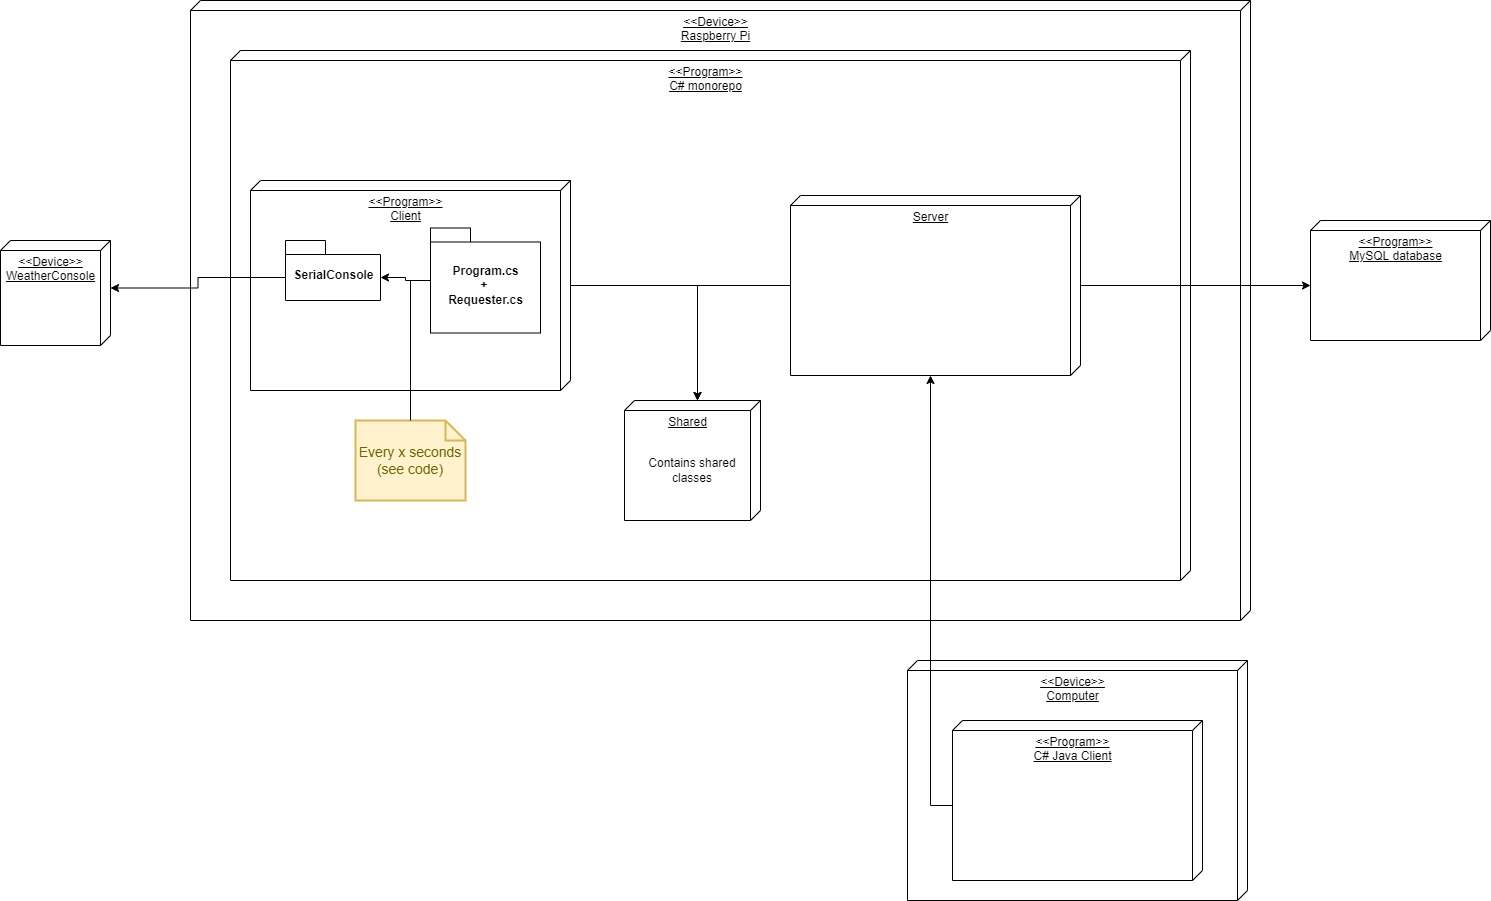 <<Device>>
Raspberry Pi
<<Program>>
C# monorepo
<<Program>>
Client
SerialConsole
Program.cs
+
Requester.cs
Server
<<Device>>
WeatherConsole
<<Program>>
MySQL database
Every x seconds
(see code)
Shared
Contains shared
classes
<<Device>>
Computer
<<Program>>
C# Java Client